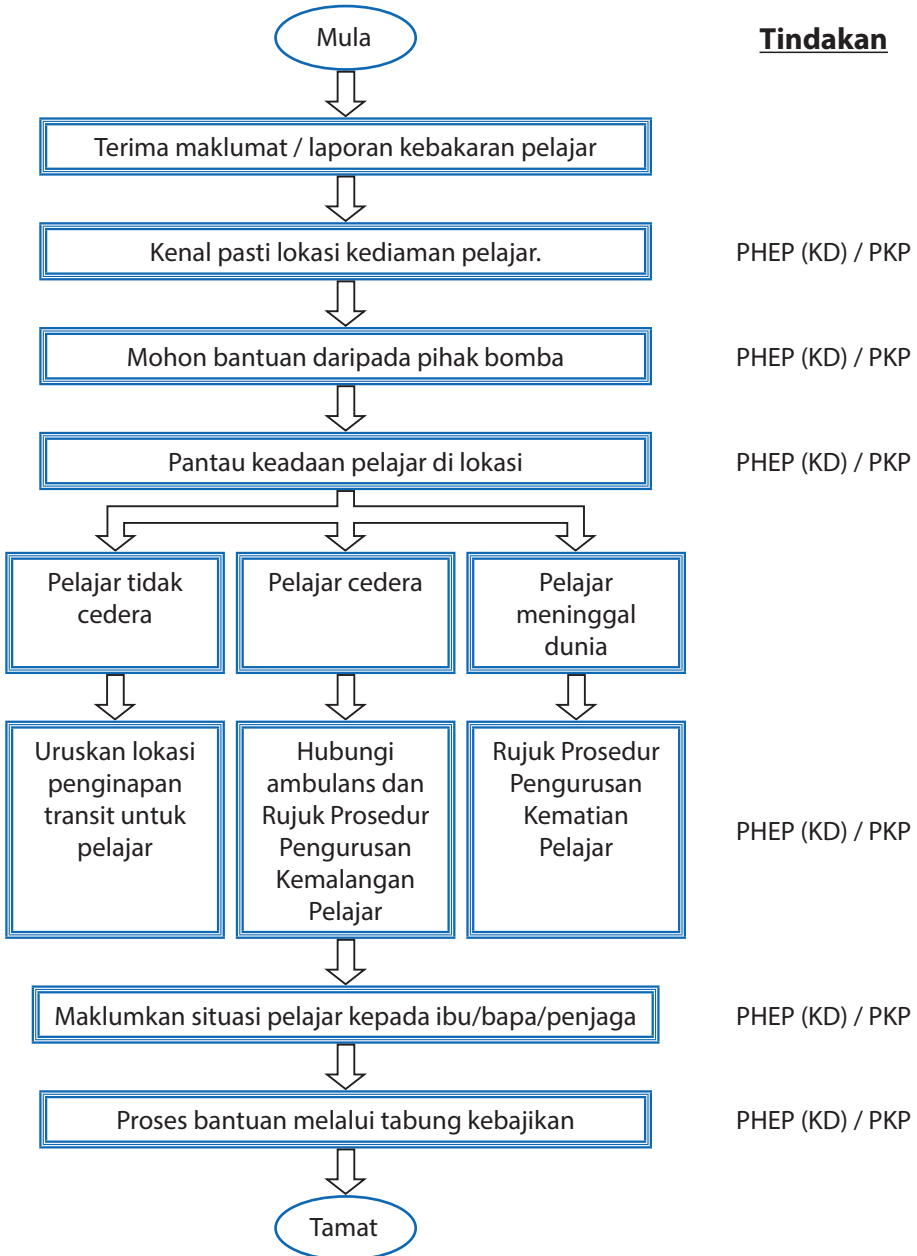 Mula
Tindakan
Terima maklumat / laporan kebakaran pelajar
Kenal pasti lokasi kediaman pelajar.
PHEP (KD) / PKP
Mohon bantuan daripada pihak bomba
PHEP (KD) / PKP
Pantau keadaan pelajar di lokasi
PHEP (KD) / PKP
Pelajar tidak
cedera
Pelajar cedera
Pelajar
meninggal
dunia
Uruskan lokasi
penginapan
transit untuk
pelajar
Hubungi
ambulans dan
Rujuk Prosedur
Pengurusan
Kemalangan
Pelajar
Rujuk Prosedur
Pengurusan
Kematian
Pelajar
PHEP (KD) / PKP
Maklumkan situasi pelajar kepada ibu/bapa/penjaga
PHEP (KD) / PKP
Proses bantuan melalui tabung kebajikan
PHEP (KD) / PKP
Tamat